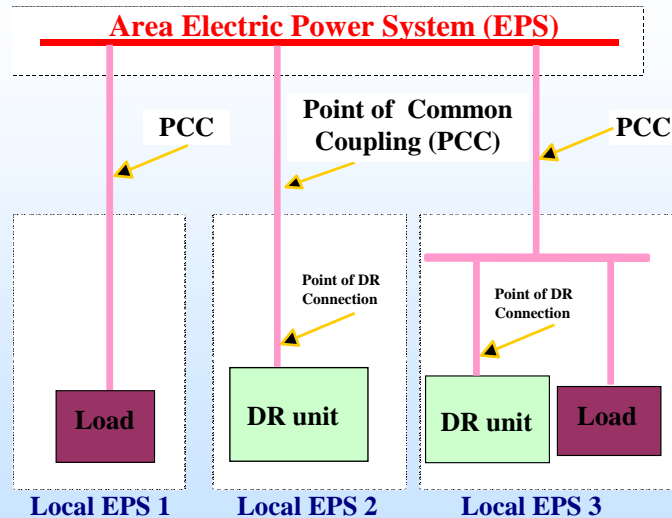 Area Electric Power System (EPS)
PCC
Point of Common
Coupling (PCC)
PCC
Point of DR
Connection
Point of DR
Connection
Load
DR unit
DR unit
Load
Local EPS 1
Local EPS 2
Local EPS 3